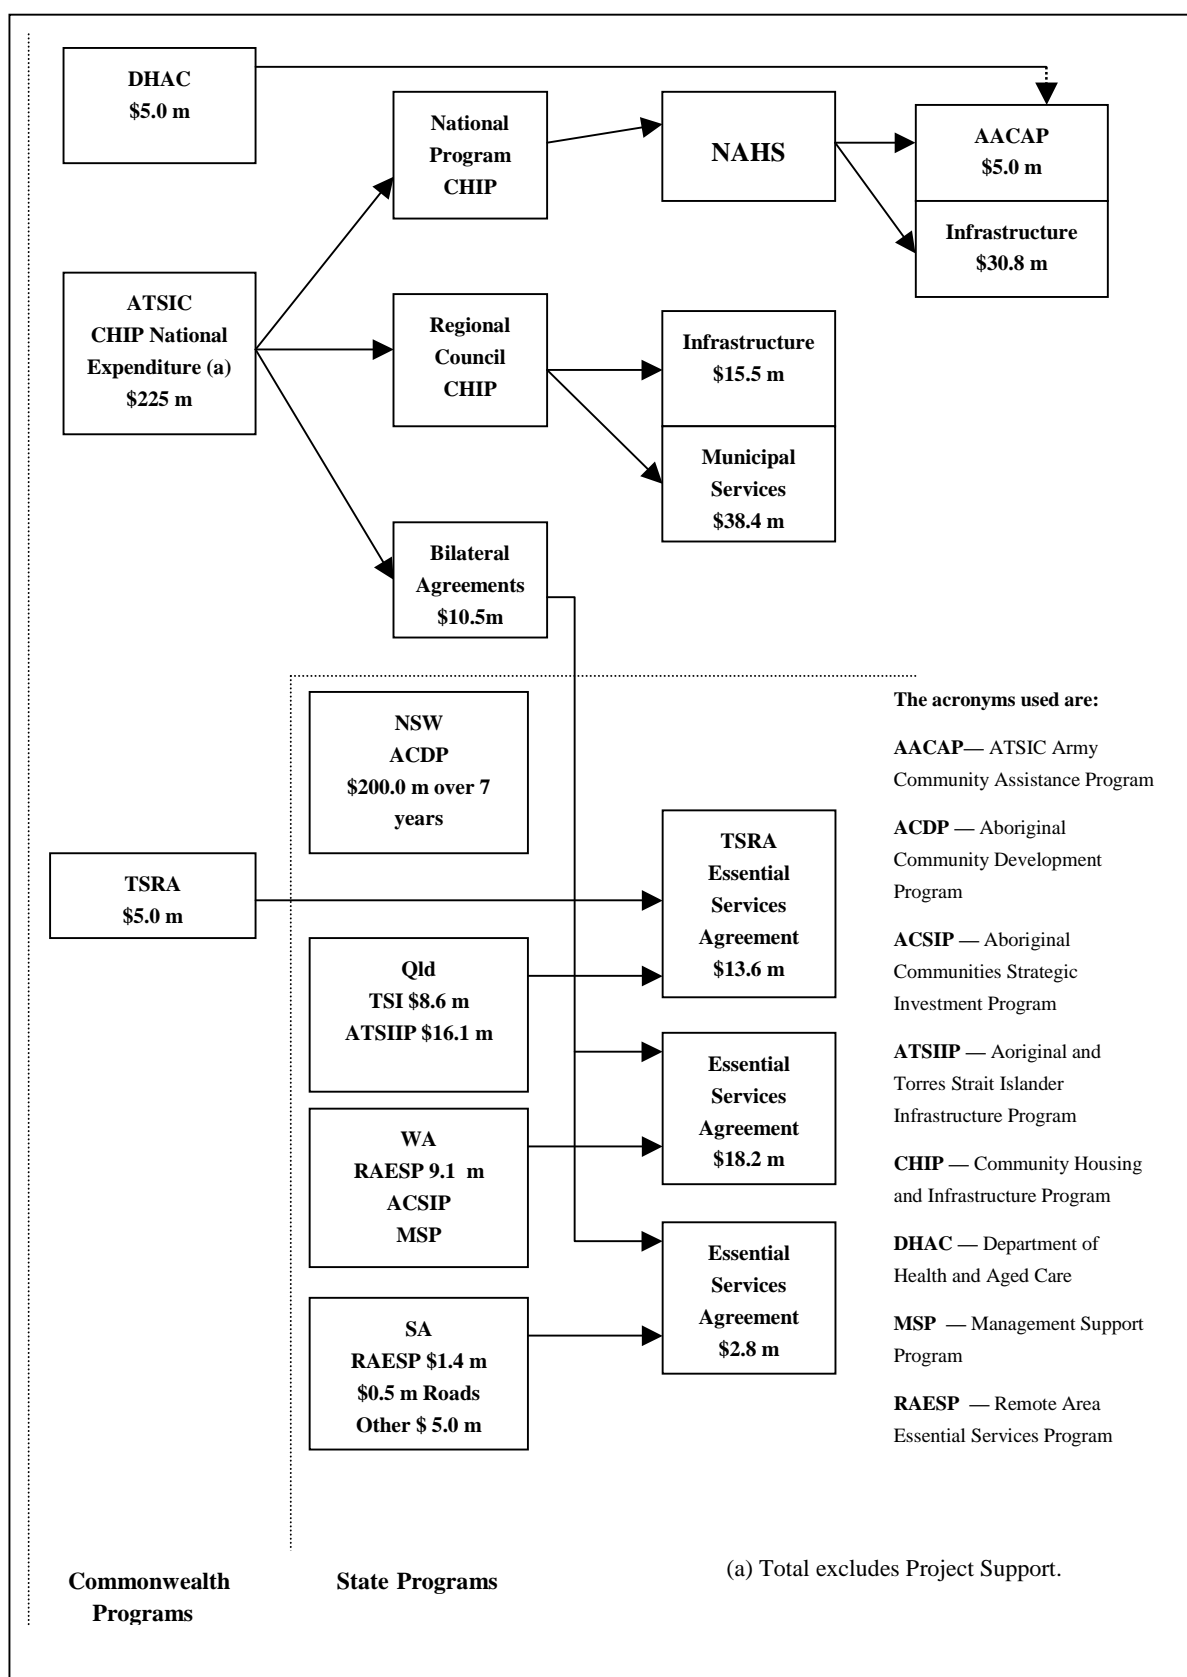 DHAC
$5.0 m
National
Program
CHIP
NAHS
AACAP
$5.0 m
Infrastructure
$30.8 m
ATSIC
CHIP National
Expenditure (a)
$225 m
Regional
Council
CHIP
Infrastructure
$15.5 m
Municipal
Services
$38.4 m
Bilateral
Agreements
$10.5m
NSW
ACDP
$200.0 m over 7
years
TSRA
$5.0 m
TSRA
Essential
Services
Agreement
$13.6 m
Qld
TSI $8.6 m
ATSIIP $16.1 m
Essential
Services
Agreement
$18.2 m
WA
RAESP 9.1 m
ACSIP
MSP
Essential
Services
Agreement
$2.8 m
SA
RAESP $1.4 m
$0.5 m Roads
Other $ 5.0 m
The acronyms used are:
AACAP— ATSIC Army
Community Assistance Program
ACDP — Aboriginal
Community Development
Program
ACSIP — Aboriginal
Communities Strategic
Investment Program
ATSIIP — Aoriginal and
Torres Strait Islander
Infrastructure Program
CHIP — Community Housing
and Infrastructure Program
DHAC — Department of
Health and Aged Care
MSP — Management Support
Program
RAESP — Remote Area
Essential Services Program
Commonwealth
Programs
State Programs
(a) Total excludes Project Support.